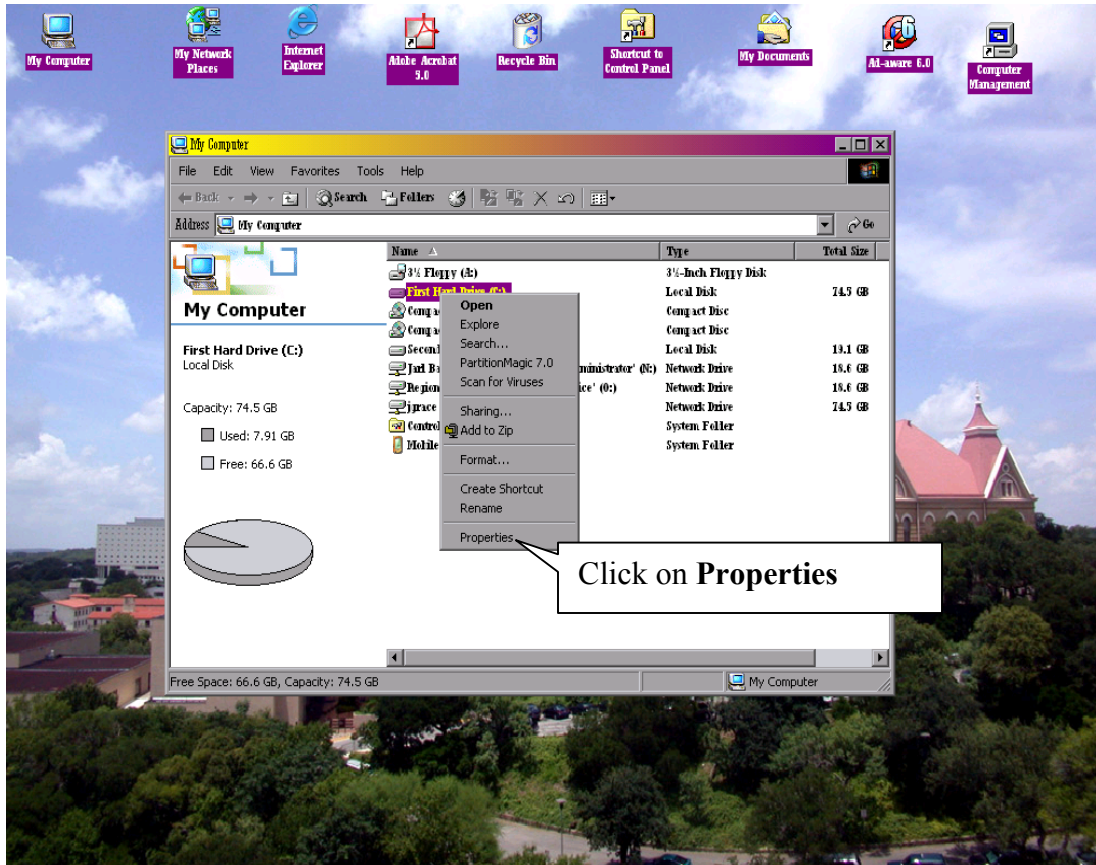 My Computer
My Network
Places
Internet
Explorer
Adobe Acrobat
5.0
Recycle Bin
Shortcut to
Control Panel
My Documents
Ad-aware 6.0
Computer
Management
My Computer
File Edit View Favorites Tools Help
Back Search Folders
Address My Computer Go
Name Type Total Size
My Computer
First Hard Drive (C:)
Local Disk
Capacity: 74.5 GB
Used: 7.91 GB
Free: 66.6 GB
3½ Floppy (A:) 3½-Inch Floppy Disk
First Hard Drive (C:) Local Disk 74.5 GB
Compact Disc
Compact Disc
Local Disk 19.1 GB
(N:) Network Drive 18.6 GB
(O:) Network Drive 18.6 GB
jgrace Network Drive 74.5 GB
Control System Folder
Mobile System Folder
Open
Explore
Search...
PartitionMagic 7.0
Scan for Viruses
Sharing...
Add to Zip
Format...
Create Shortcut
Rename
Properties
Click on Properties
Free Space: 66.6 GB, Capacity: 74.5 GB My Computer